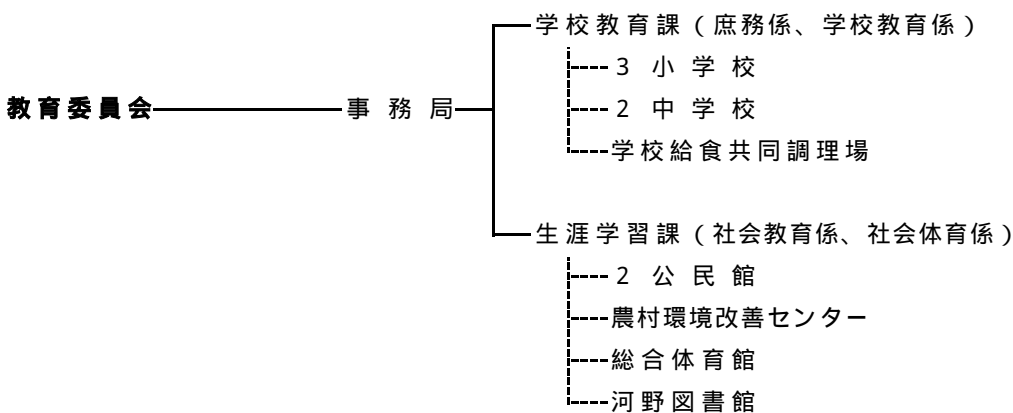 学校教育課（庶務係、学校教育係）
3 小学校
教育委員会 事務局
2 中学校
学校給食共同調理場
生涯学習課（社会教育係、社会体育係）
2 公民館
農村環境改善センター
総合体育館
河野図書館